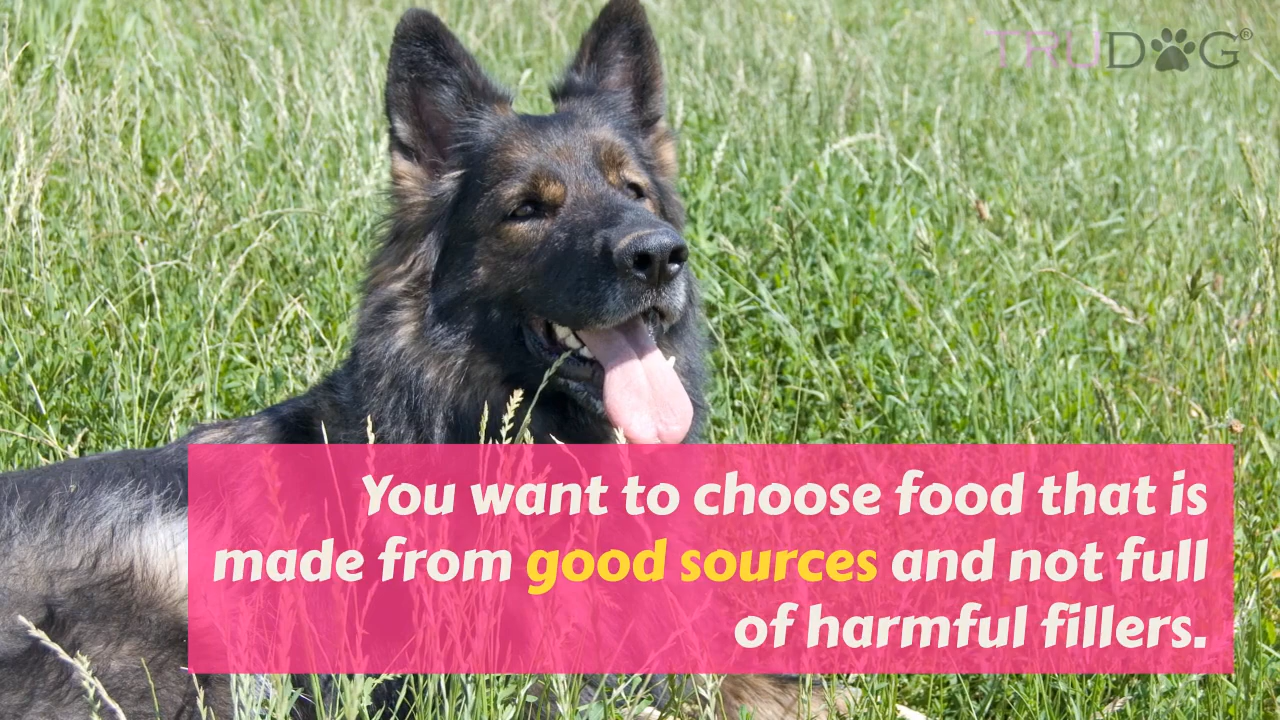 TRUDOG®
You want to choose food that is
made from good sources and not full
of harmful fillers.